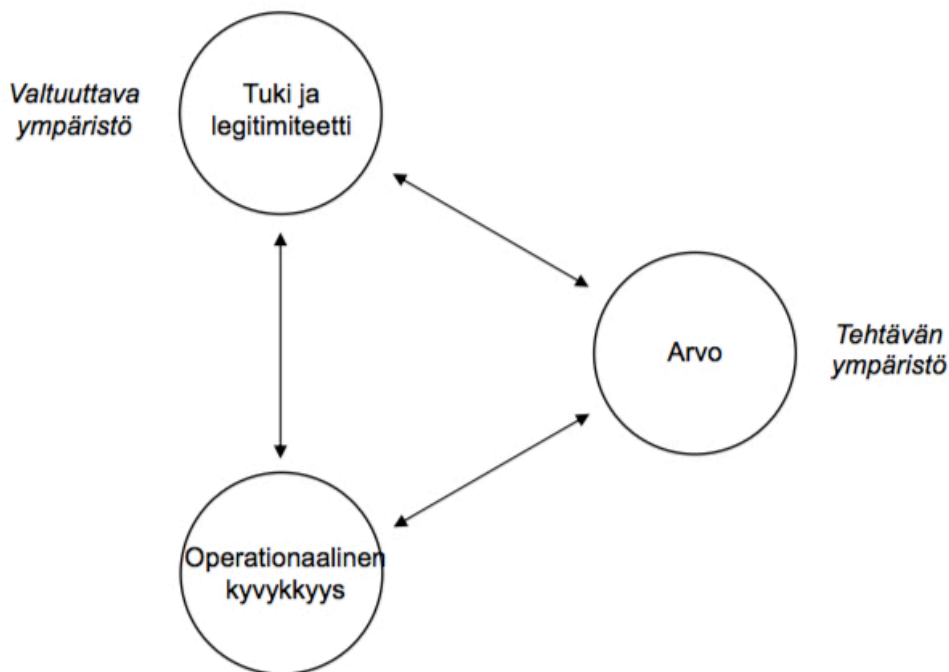 Valtuuttava
ympäristö
Tuki ja
legitimiteetti
Arvo
Tehtävän
ympäristö
Operationaalinen
kyvykkyys